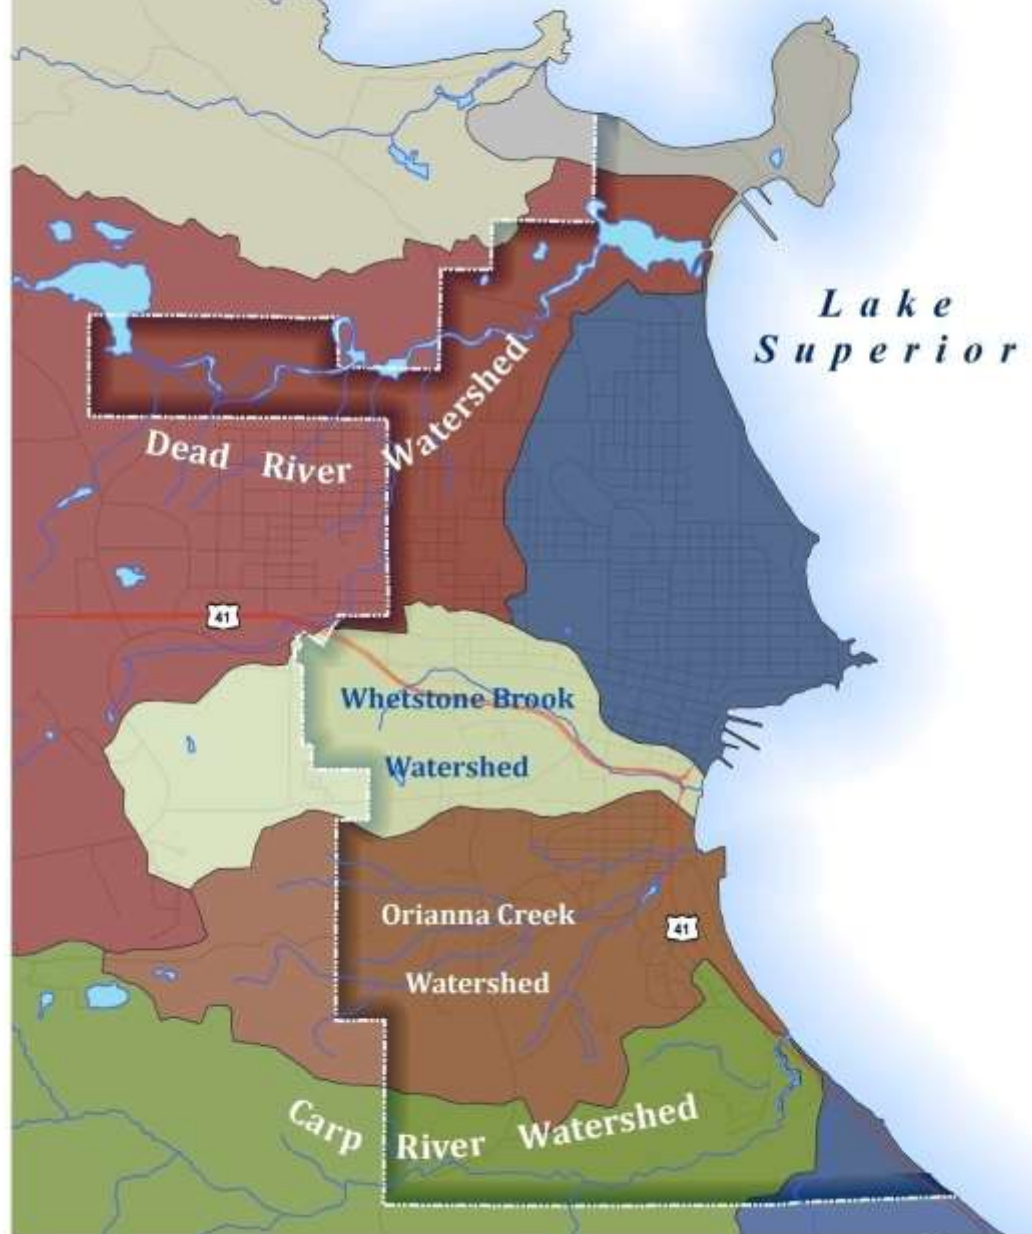 Lake
Superior
Dead River Watershed
41
Whetstone Brook
Watershed
Orianna Creek
41
Watershed
Carp River Watershed